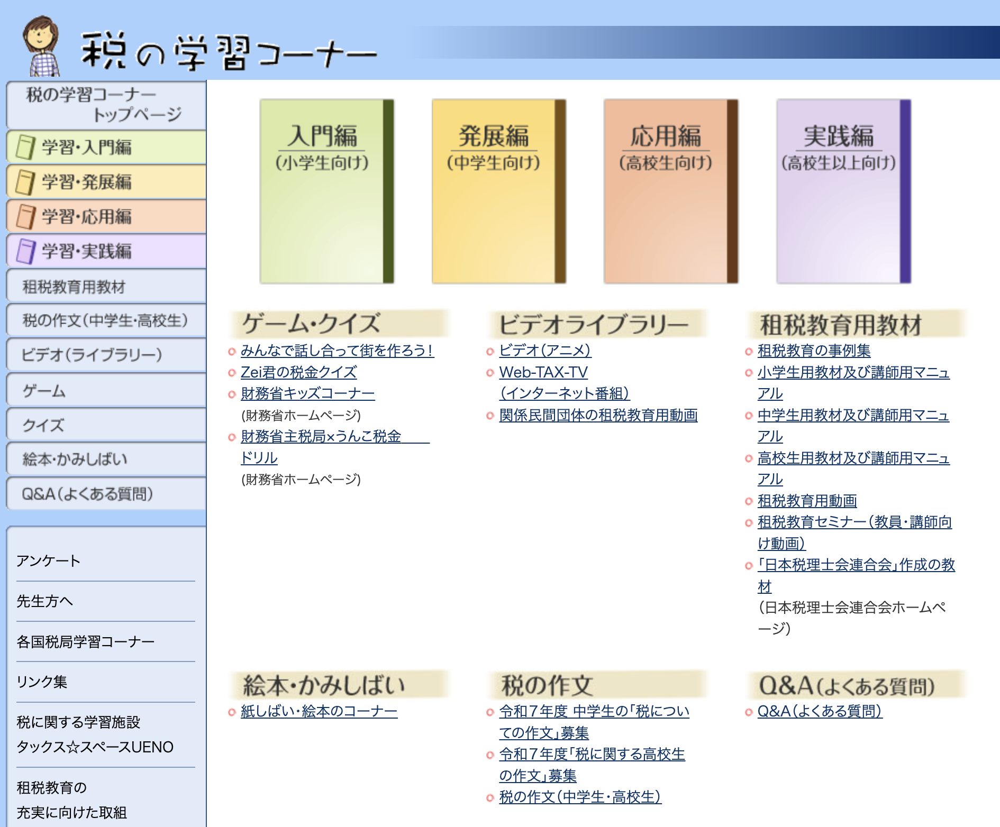 税の学習コーナー
税の学習コーナー
トップページ
学習・入門編
学習・発展編
学習・応用編
学習・実践編
租税教育用教材
税の作文（中学生・高校生）
ビデオ（ライブラリー）
ゲーム
クイズ
絵本・かみしばい
Q&A（よくある質問）
アンケート
先生方へ
各国税局学習コーナー
リンク集
税に関する学習施設
タックス☆スペースUENO
租税教育の
充実に向けた取組
入門編
（小学生向け）
発展編
（中学生向け）
応用編
（高校生向け）
実践編
（高校生以上向け）
ゲーム・クイズ
みんなで話し合って街を作ろう！
Zei君の税金クイズ
財務省キッズコーナー
(財務省ホームページ)
財務省主税局×うんこ税金
ドリル
(財務省ホームページ)
ビデオライブラリー
ビデオ（アニメ）
Web-TAX-TV
（インターネット番組）
関係民間団体の租税教育用動画
租税教育用教材
租税教育の事例集
小学生用教材及び講師用マニュ
アル
中学生用教材及び講師用マニュ
アル
高校生用教材及び講師用マニュ
アル
租税教育用動画
租税教育セミナー（教員・講師向
け動画）
「日本税理士会連合会」作成の教
材
（日本税理士会連合会ホームペ
ージ）
絵本・かみしばい
紙しばい・絵本のコーナー
税の作文
令和７年度 中学生の「税につい
ての作文」募集
令和７年度「税に関する高校生
の作文」募集
税の作文（中学生・高校生）
Q&A（よくある質問）
Q&A（よくある質問）